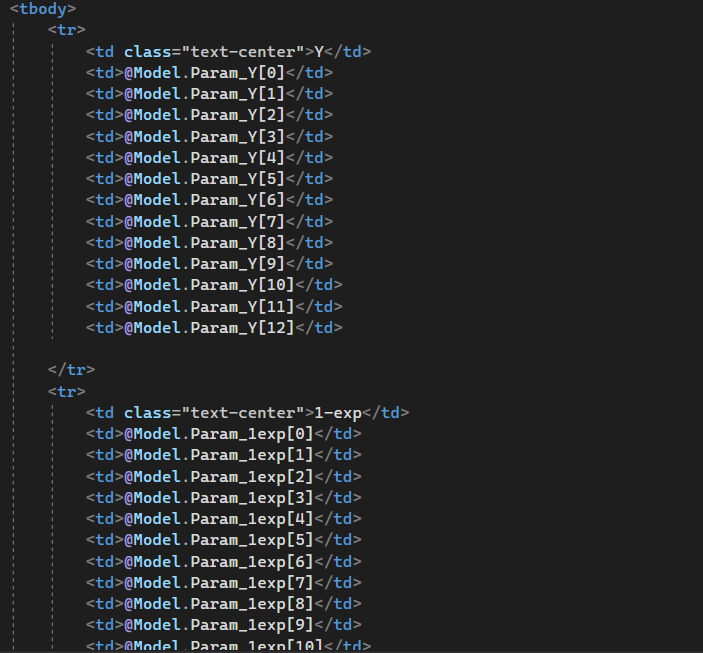 <tbody>
<tr>
<td class="text-center">Y</td>
<td>@Model.Param_Y[0]</td>
<td>@Model.Param_Y[1]</td>
<td>@Model.Param_Y[2]</td>
<td>@Model.Param_Y[3]</td>
<td>@Model.Param_Y[4]</td>
<td>@Model.Param_Y[5]</td>
<td>@Model.Param_Y[6]</td>
<td>@Model.Param_Y[7]</td>
<td>@Model.Param_Y[8]</td>
<td>@Model.Param_Y[9]</td>
<td>@Model.Param_Y[10]</td>
<td>@Model.Param_Y[11]</td>
<td>@Model.Param_Y[12]</td>
</tr>
<tr>
<td class="text-center">1-exp</td>
<td>@Model.Param_1exp[0]</td>
<td>@Model.Param_1exp[1]</td>
<td>@Model.Param_1exp[2]</td>
<td>@Model.Param_1exp[3]</td>
<td>@Model.Param_1exp[4]</td>
<td>@Model.Param_1exp[5]</td>
<td>@Model.Param_1exp[6]</td>
<td>@Model.Param_1exp[7]</td>
<td>@Model.Param_1exp[8]</td>
<td>@Model.Param_1exp[9]</td>
<td>@Model.Param_1exp[10]</td>